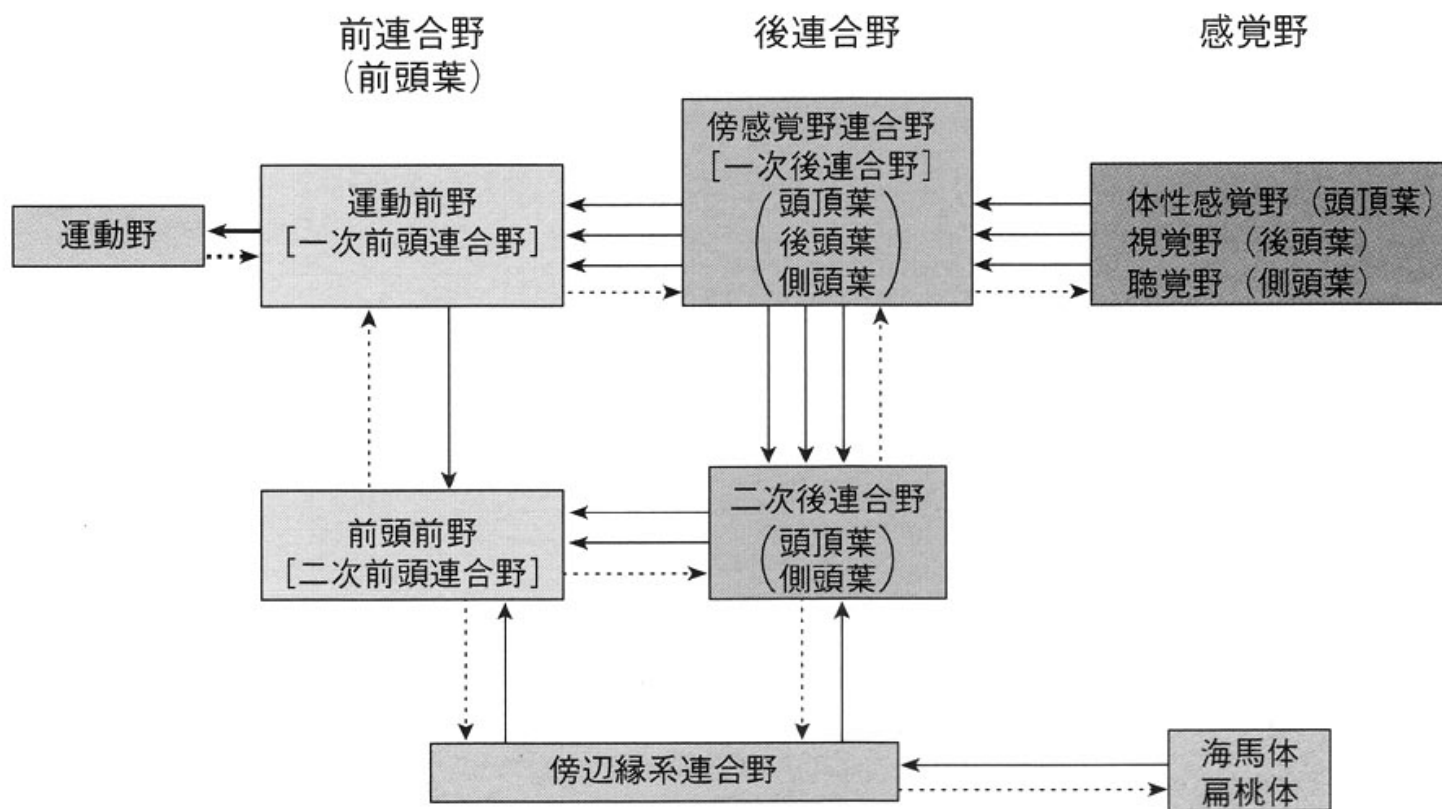 前連合野
（前頭葉）
後連合野
感覚野
傍感覚野連合野
［一次後連合野］
頭頂葉
後頭葉
側頭葉
運動前野
［一次前頭連合野］
運動野
体性感覚野（頭頂葉）
視覚野（後頭葉）
聴覚野（側頭葉）
前頭前野
［二次前頭連合野］
二次後連合野
頭頂葉
側頭葉
傍辺縁系連合野
海馬体
扁桃体